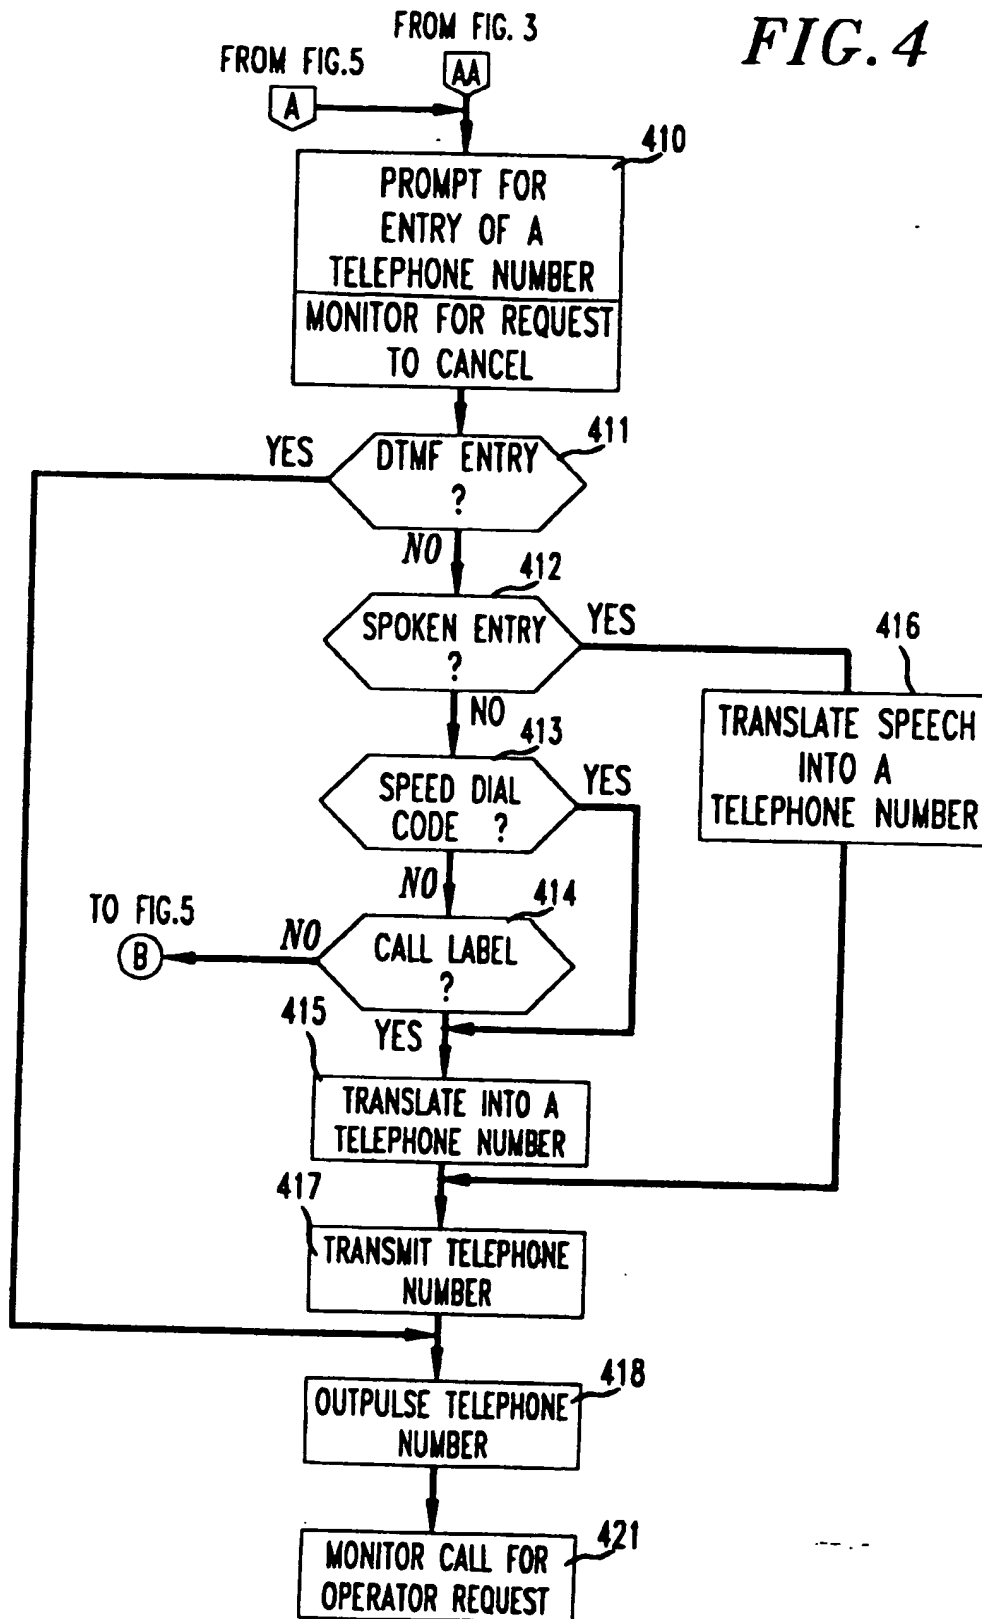 FROM FIG. 3
FIG. 4
FROM FIG.5
AA
A
410
PROMPT FOR
ENTRY OF A
TELEPHONE NUMBER
MONITOR FOR REQUEST
TO CANCEL
411
YES
DTMF ENTRY
?
NO
412
SPOKEN ENTRY
?
YES
416
TRANSLATE SPEECH
INTO A
TELEPHONE NUMBER
NO
413
SPEED DIAL
CODE ?
YES
NO
414
TO FIG.5
B
NO
CALL LABEL
?
415
YES
TRANSLATE INTO A
TELEPHONE NUMBER
417
TRANSMIT TELEPHONE
NUMBER
418
OUTPULSE TELEPHONE
NUMBER
421
MONITOR CALL FOR
OPERATOR REQUEST